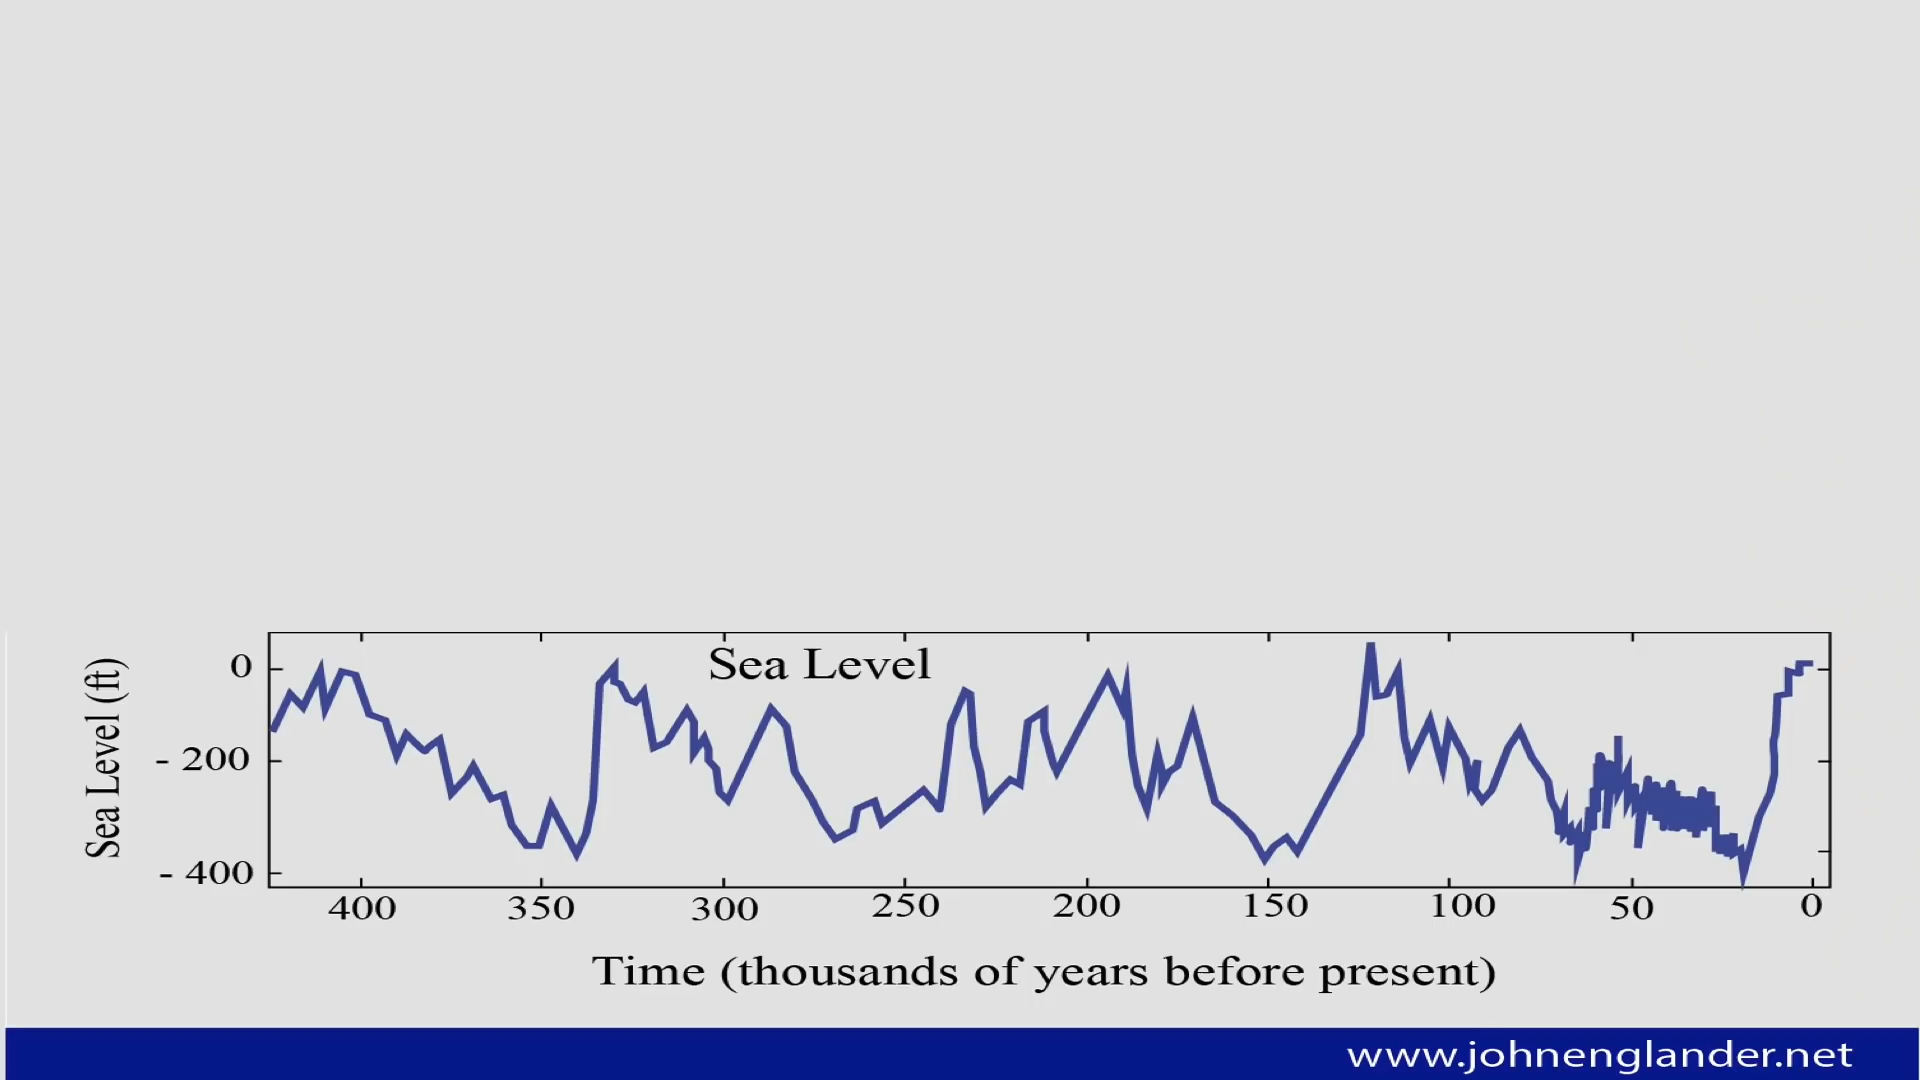 Sea Level
Sea Level (ft)
0
- 200
- 400
400 350 300 250 200 150 100 50 0
Time (thousands of years before present)
www.johnenglander.net